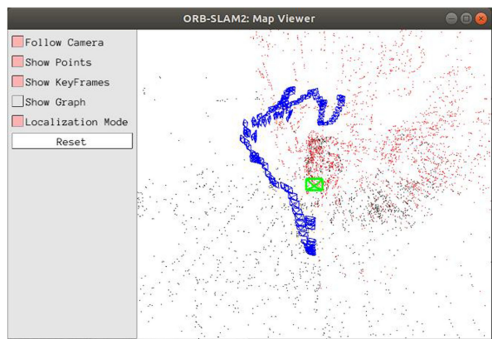 ORB-SLAM2: Map Viewer
Follow Camera
Show Points
Show KeyFrames
Show Graph
Localization Mode
Reset